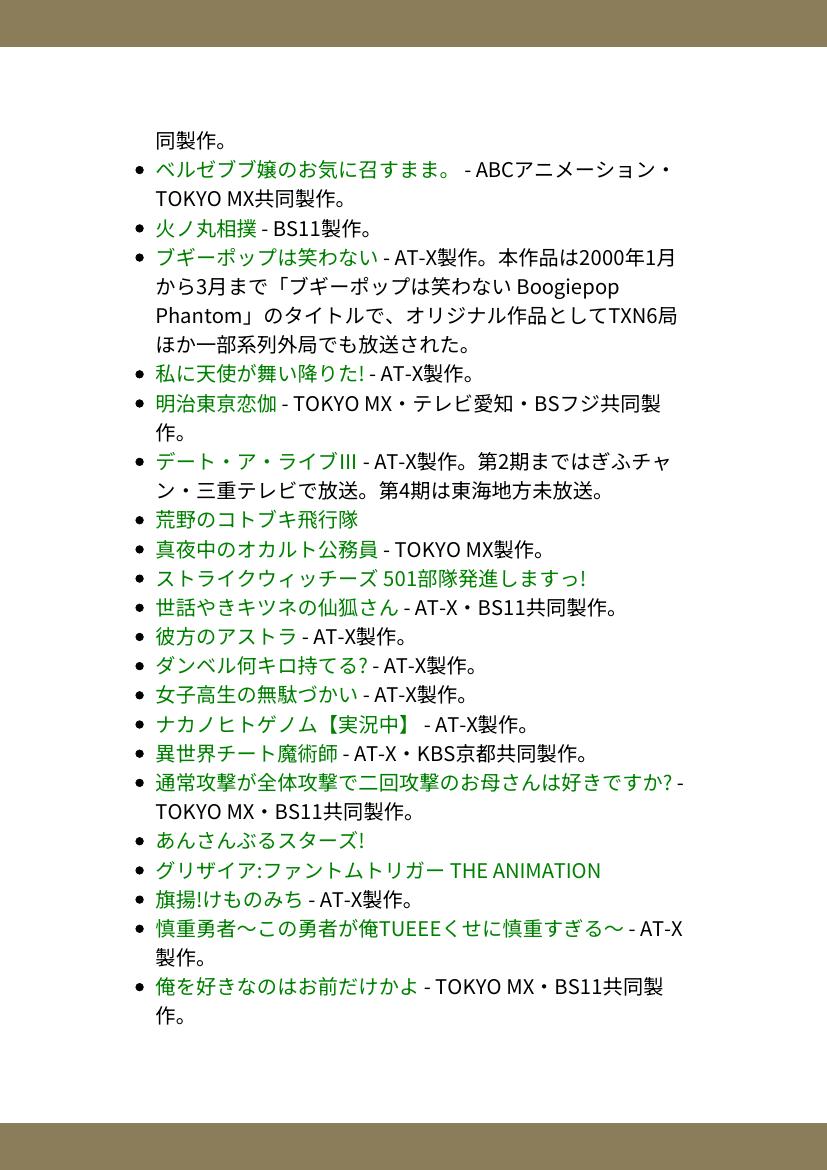 同製作。
• ベルゼブブ嬢のお気に召すまま。 - ABCアニメーション・
TOKYO MX共同製作。
• 火ノ丸相撲 - BS11製作。
• ブギーポップは笑わない - AT-X製作。本作品は2000年1月
から3月まで「ブギーポップは笑わない Boogiepop
Phantom」のタイトルで、オリジナル作品としてTXN6局
ほか一部系列外局でも放送された。
• 私に天使が舞い降りた! - AT-X製作。
• 明治東亰恋伽 - TOKYO MX・テレビ愛知・BSフジ共同製
作。
• デート・ア・ライブIII - AT-X製作。第2期まではぎふチャ
ン・三重テレビで放送。第4期は東海地方未放送。
• 荒野のコトブキ飛行隊
• 真夜中のオカルト公務員 - TOKYO MX製作。
• ストライクウィッチーズ 501部隊発進しますっ!
• 世話やきキツネの仙狐さん - AT-X・BS11共同製作。
• 彼方のアストラ - AT-X製作。
• ダンベル何キロ持てる? - AT-X製作。
• 女子高生の無駄づかい - AT-X製作。
• ナカノヒトゲノム【実況中】 - AT-X製作。
• 異世界チート魔術師 - AT-X・KBS京都共同製作。
• 通常攻撃が全体攻撃で二回攻撃のお母さんは好きですか? -
TOKYO MX・BS11共同製作。
• あんさんぶるスターズ!
• グリザイア:ファントムトリガー THE ANIMATION
• 旗揚!けものみち - AT-X製作。
• 慎重勇者〜この勇者が俺TUEEEくせに慎重すぎる〜 - AT-X
製作。
• 俺を好きなのはお前だけかよ - TOKYO MX・BS11共同製
作。